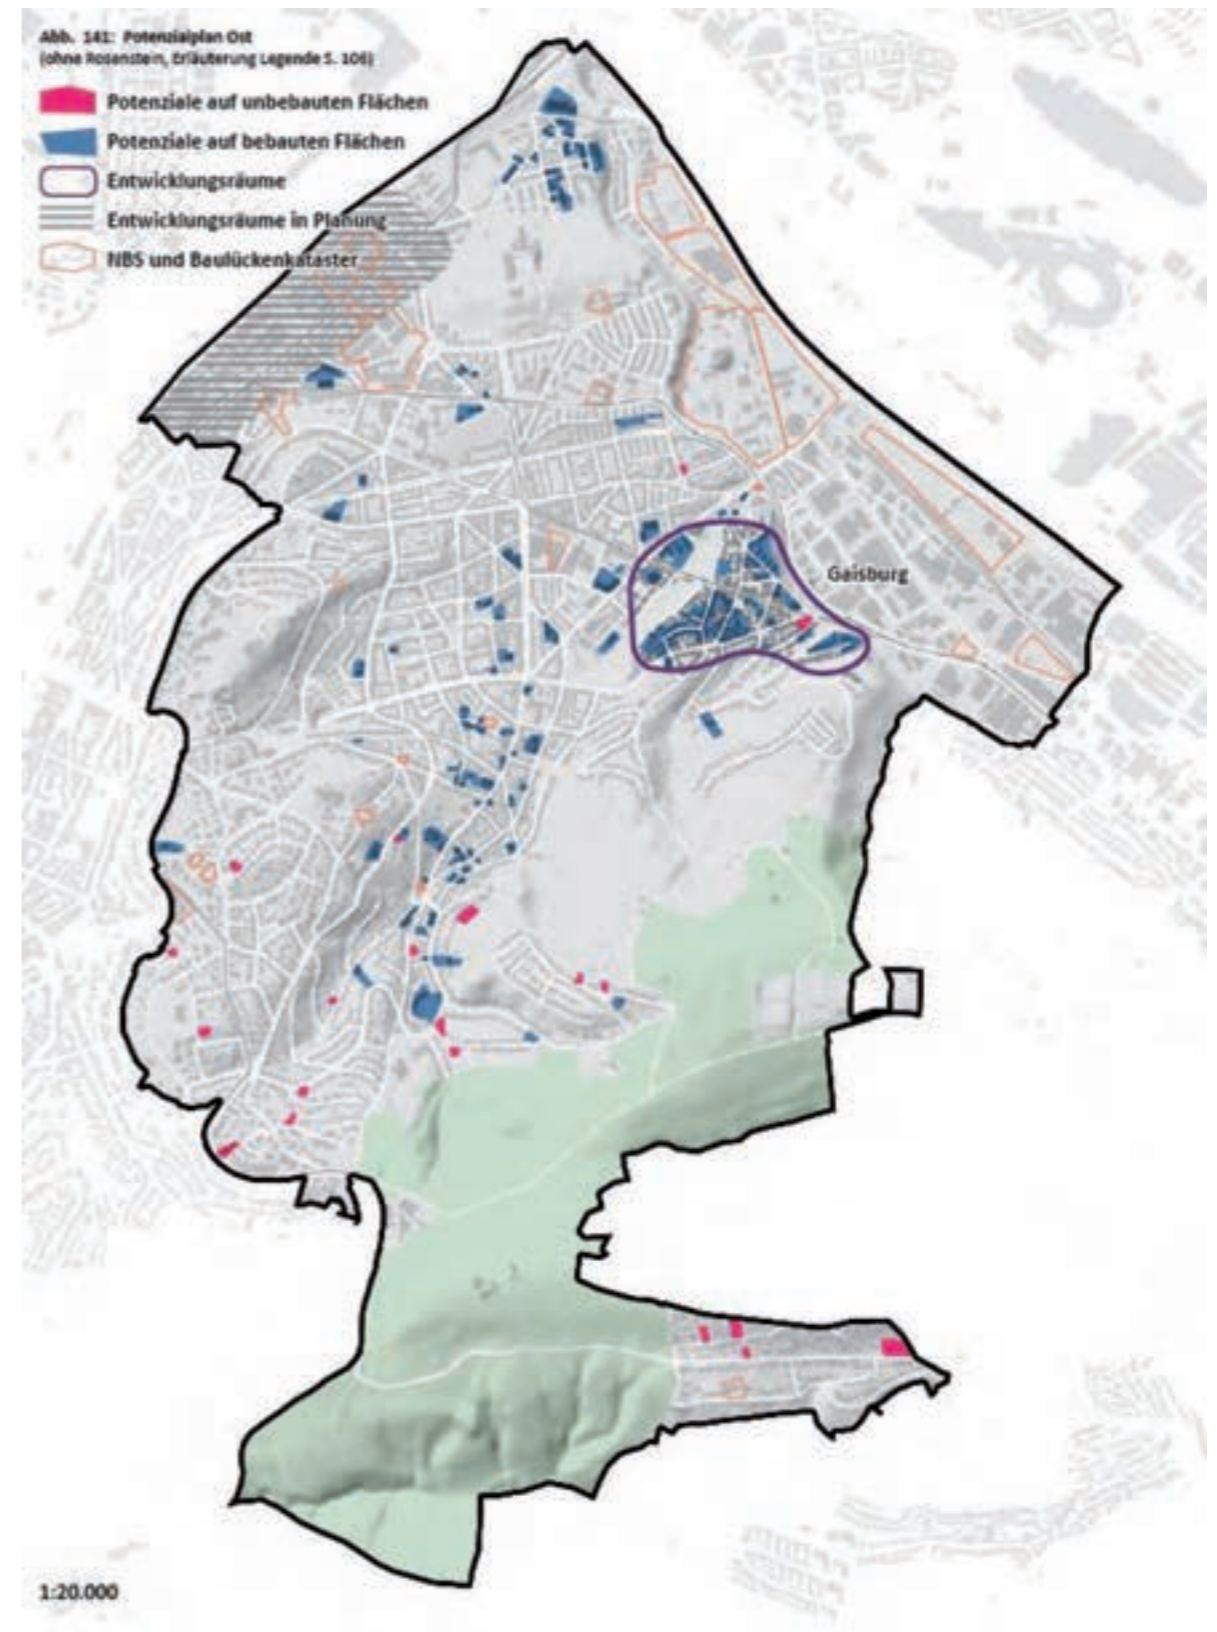 Abb. 141: Potenzialplan Ost
(ohne Rosenstein, Erläuterung Legende S. 106)
Potenziale auf unbebauten Flächen
Potenziale auf bebauten Flächen
Entwicklungsräume
Entwicklungsräume in Planung
NBS und Baulückenkataster
Gaisburg
1:20.000